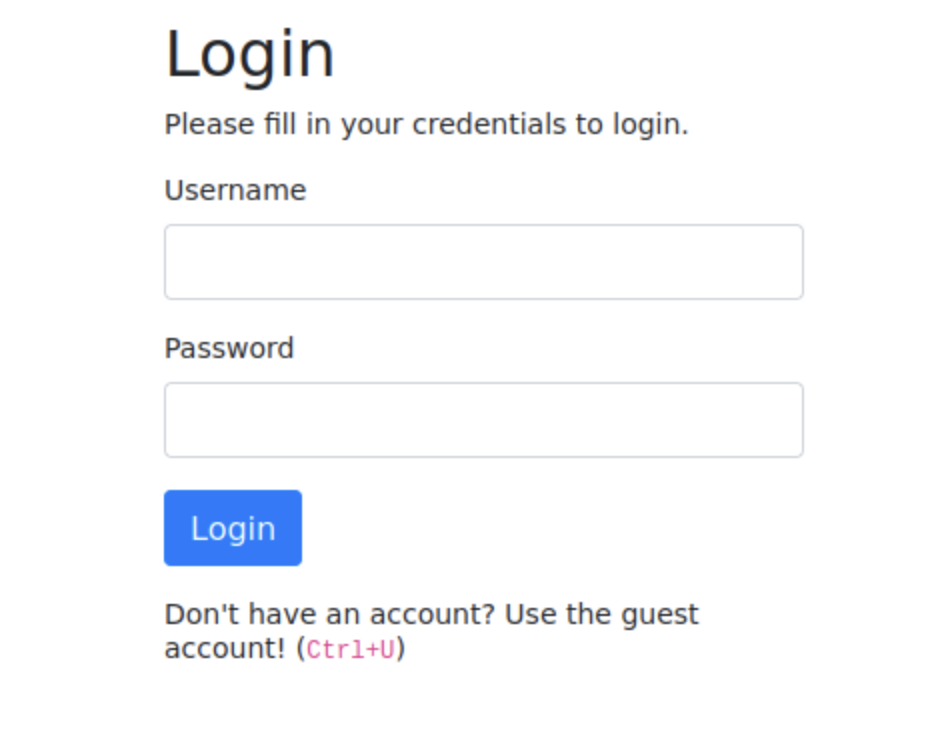 Login
Please fill in your credentials to login.
Username
Password
Login
Don't have an account? Use the guest
account! (Ctrl+U)